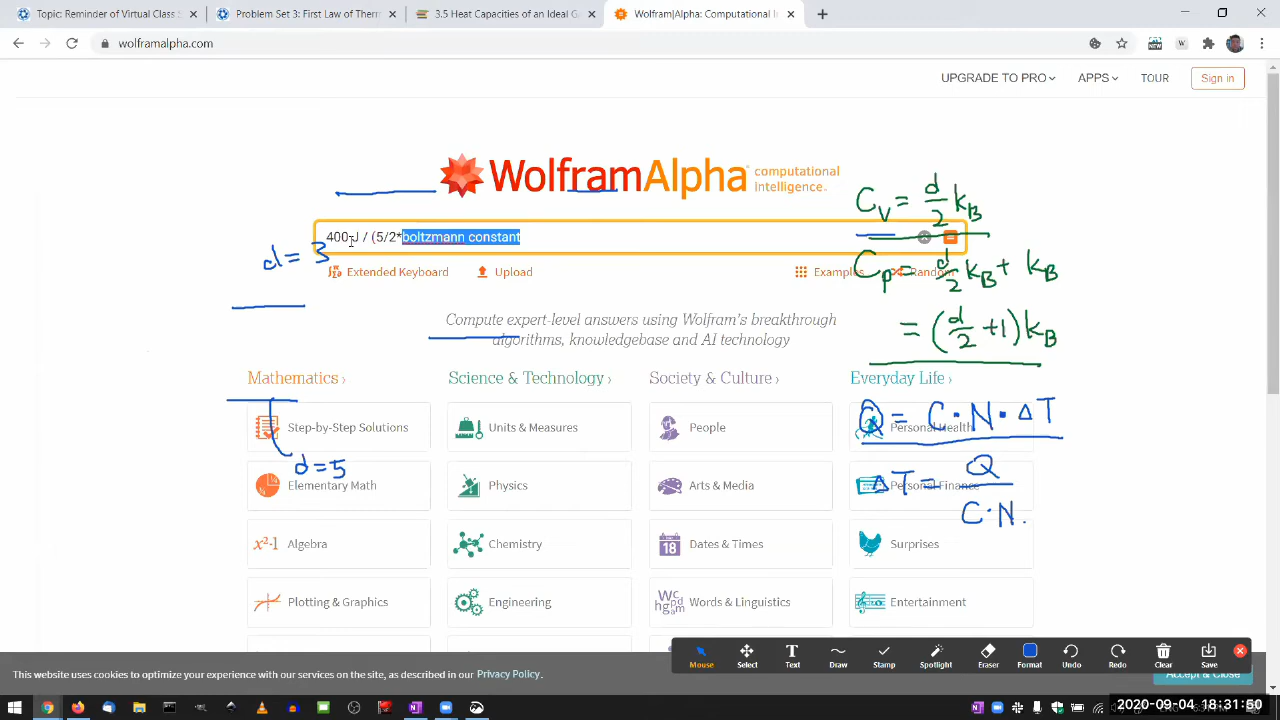 Topic: Reminder of Virtual Class S
Problem Set 3: Kinetic Theory, Law of Therm
3.5 Heat Capacities of an Ideal G
Wolfram|Alpha: Computational I
wolframalpha.com
UPGRADE TO PRO
APPS
TOUR
Sign in
WolframAlpha computational intelligence.
400 J / (5/2*boltzmann constant
Extended Keyboard
Upload
Examples
Random
Compute expert-level answers using Wolfram's breakthrough
algorithms, knowledgebase and AI technology
d = 3
C_V = d/2 k_B
C_p = d/2 k_B + k_B
= (d/2 + 1) k_B
Q = C·N·ΔT
ΔT = Q / C·N·
d = 5
Mathematics ›
Science & Technology ›
Society & Culture ›
Everyday Life ›
Step-by-Step Solutions
Units & Measures
People
Personal Health
Elementary Math
Physics
Arts & Media
Personal Finance
Algebra
Chemistry
Dates & Times
Surprises
Plotting & Graphics
Engineering
Words & Linguistics
Entertainment
Mouse
Select
Text
Draw
Stamp
Spotlight
Eraser
Format
Undo
Redo
Clear
Save
This website uses cookies to optimize your experience with our services on the site, as described in our Privacy Policy.
Accept & Close
2020-09-04 18:31:50